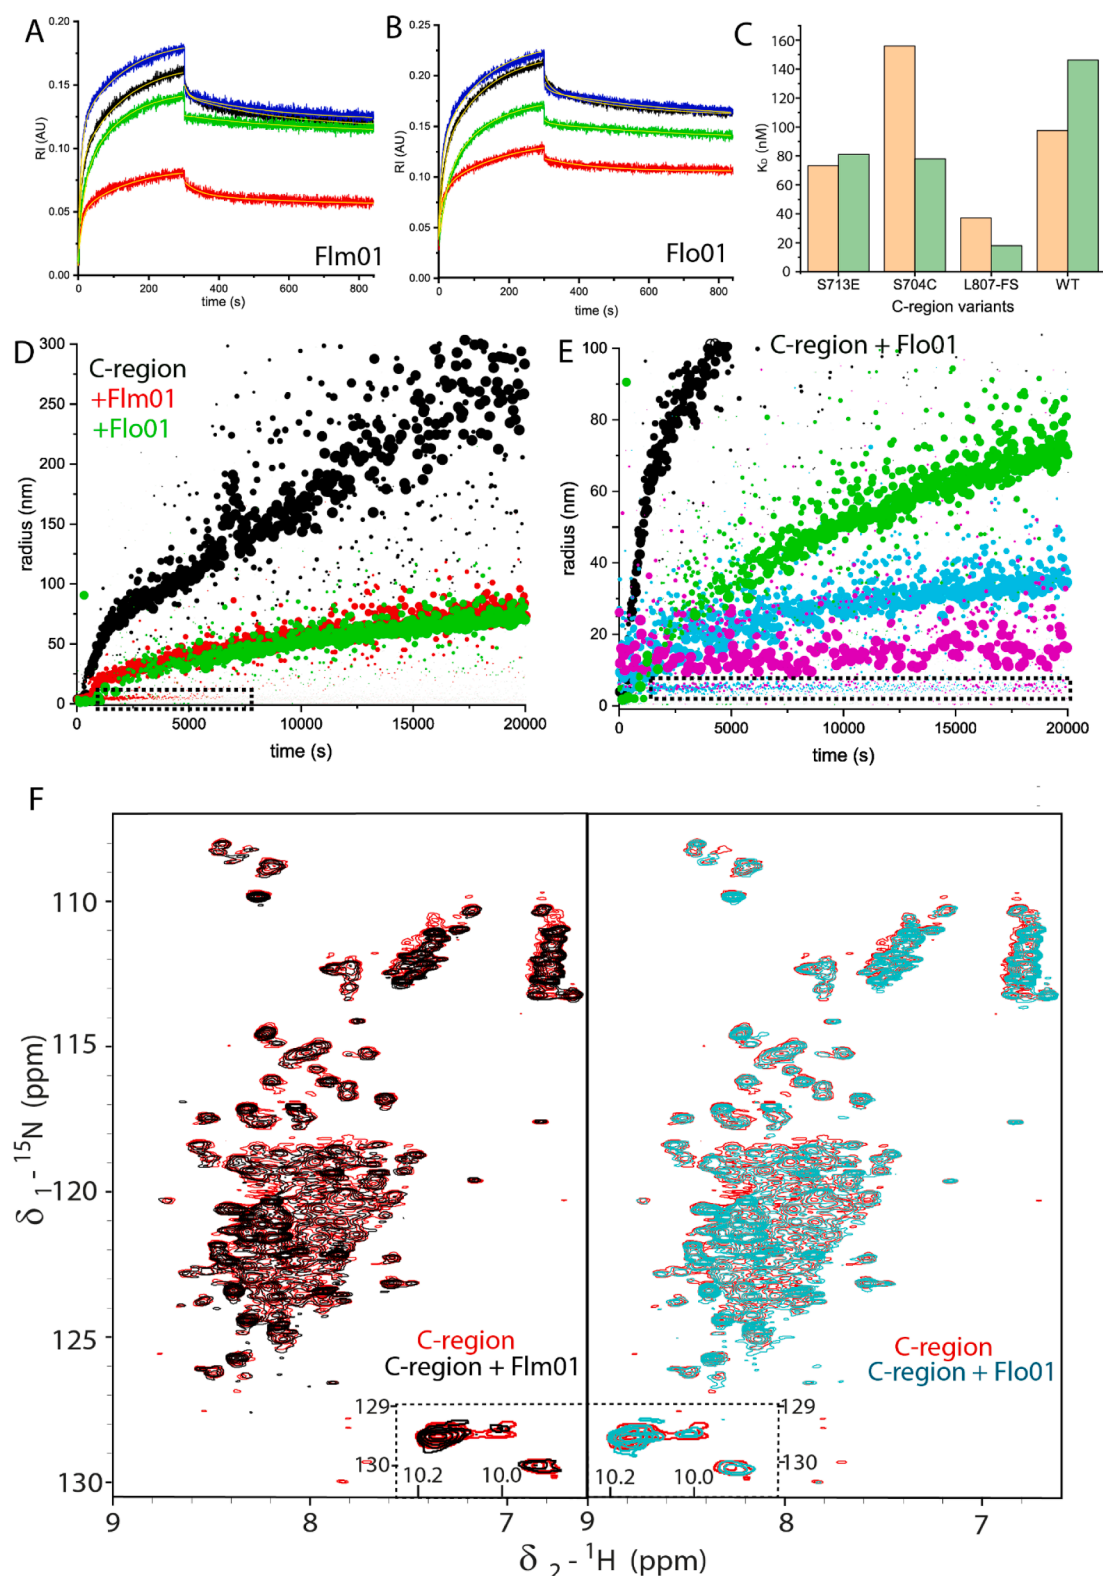 A
RI (AU)
0.20
0.15
0.10
0.05
0.00
0 200 400 600 800
time (s)
Flm01
B
RI (AU)
0.25
0.20
0.15
0.10
0.05
0.00
0 200 400 600 800
time (s)
Flo01
C
K_D (nM)
160
140
120
100
80
60
40
20
0
S713E S704C L807-FS WT
C-region variants
D
C-region
+Flm01
+Flo01
radius (nm)
300
250
200
150
100
50
0
0 5000 10000 15000 20000
time (s)
E
C-region + Flo01
radius (nm)
100
80
60
40
20
0
0 5000 10000 15000 20000
time (s)
F
δ 1 - 15N (ppm)
110
115
120
125
130
C-region
C-region + Flm01
129
130
10.2 10.0
C-region
C-region + Flo01
129
130
10.2 10.0
9 8 7 9 8 7
δ 2 - 1H (ppm)